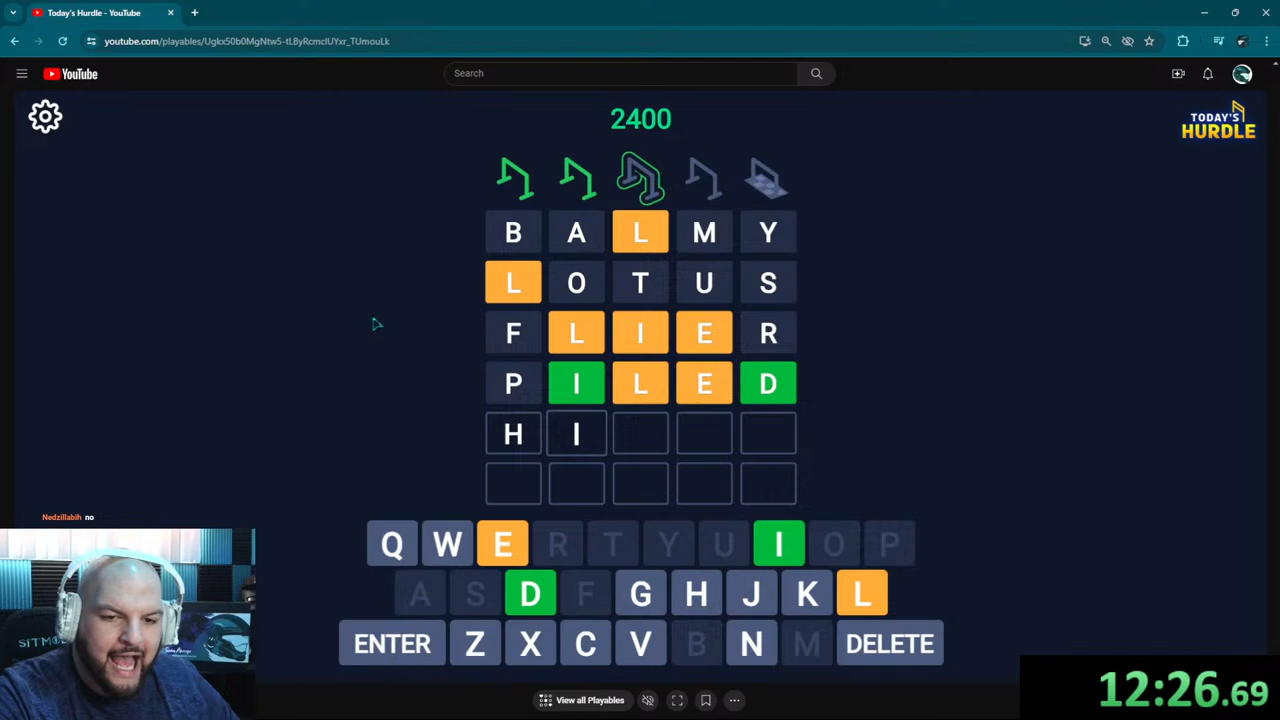 Today's Hurdle - YouTube
youtube.com/playables/Ugkx50b0MgNtw5-tLByRcmclUYxr_TUmouLk
YouTube
Search
2400
TODAY'S
HURDLE
B A L M Y
L O T U S
F L I E R
P I L E D
H I
Nedzillabih no
Q W E R T Y U I O P
A S D F G H J K L
ENTER Z X C V B N M DELETE
View all Playables
12:26.69